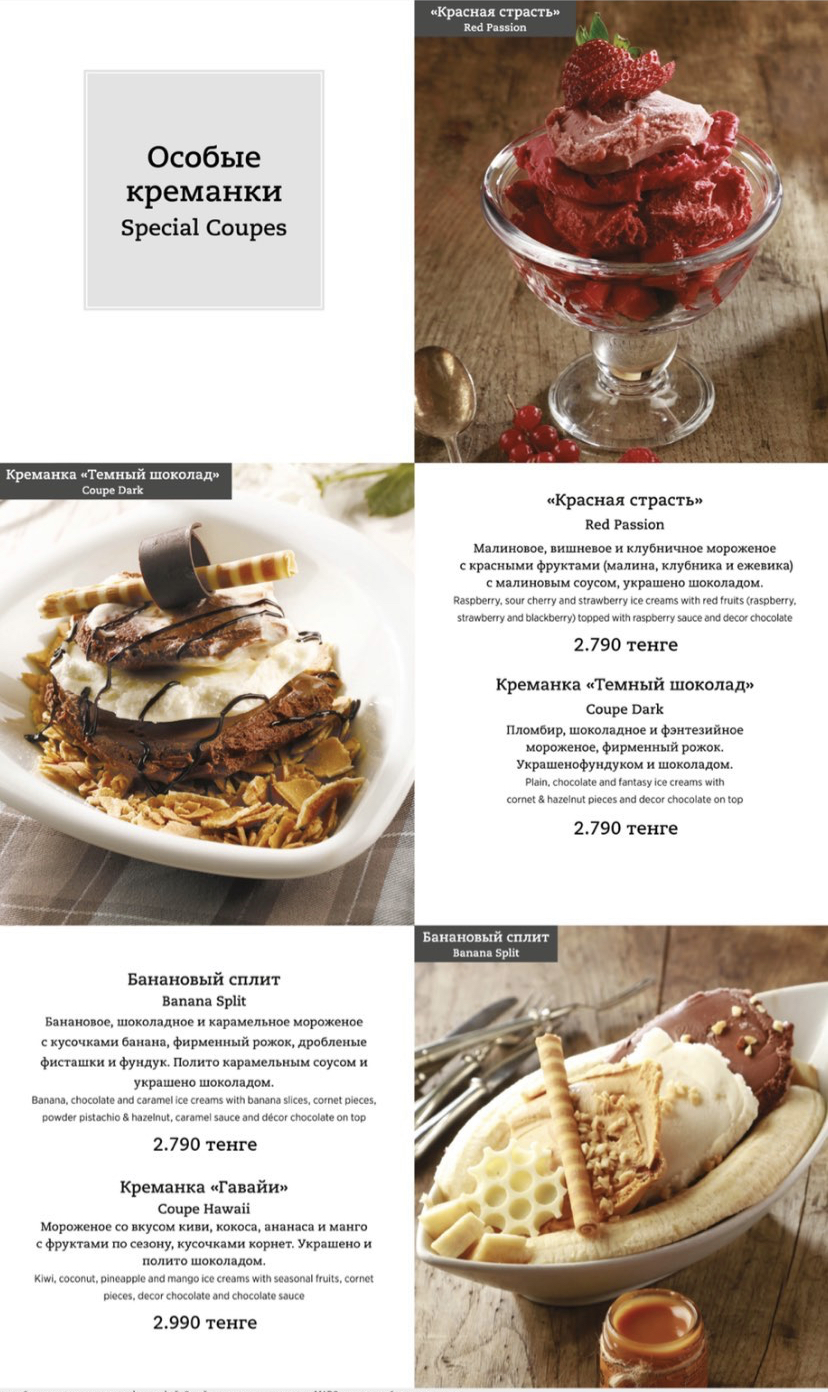 Особые
креманки
Special Coupes
«Красная страсть»
Red Passion
Креманка «Темный шоколад»
Coupe Dark
«Красная страсть»
Red Passion
Малиновое, вишневое и клубничное мороженое
с красными фруктами (малина, клубника и ежевика)
с малиновым соусом, украшено шоколадом.
Raspberry, sour cherry and strawberry ice creams with red fruits (raspberry,
strawberry and blackberry) topped with raspberry sauce and decor chocolate
2.790 тенге
Креманка «Темный шоколад»
Coupe Dark
Пломбир, шоколадное и фэнтезийное
мороженое, фирменный рожок.
Украшенофундуком и шоколадом.
Plain, chocolate and fantasy ice creams with
cornet & hazelnut pieces and decor chocolate on top
2.790 тенге
Банановый сплит
Banana Split
Банановое, шоколадное и карамельное мороженое
с кусочками банана, фирменный рожок, дробленые
фисташки и фундук. Полито карамельным соусом и
украшено шоколадом.
Banana, chocolate and caramel ice creams with banana slices, cornet pieces,
powder pistachio & hazelnut, caramel sauce and décor chocolate on top
2.790 тенге
Креманка «Гавайи»
Coupe Hawaii
Мороженое со вкусом киви, кокоса, ананаса и манго
с фруктами по сезону, кусочками корнет. Украшено и
полито шоколадом.
Kiwi, coconut, pineapple and mango ice creams with seasonal fruits, cornet
pieces, decor chocolate and chocolate sauce
2.990 тенге
Банановый сплит
Banana Split